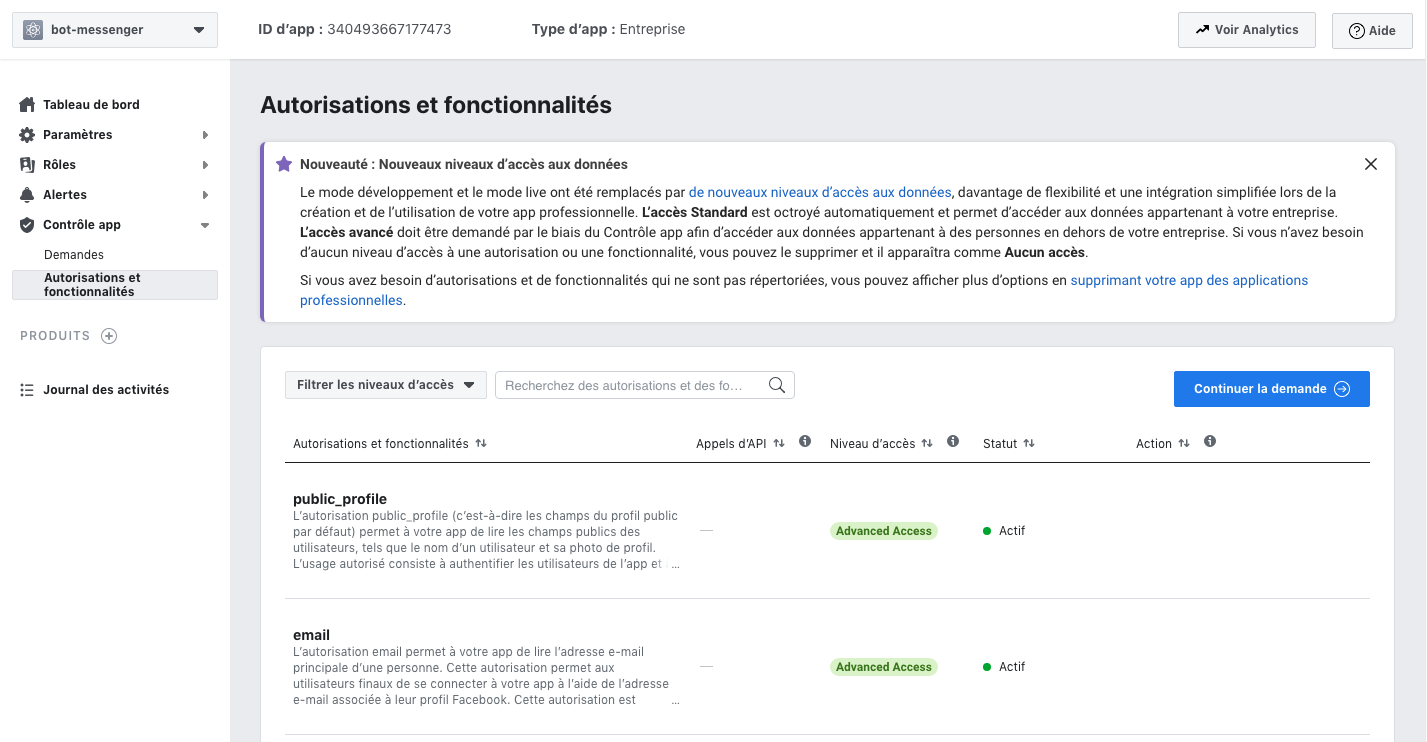 bot-messenger
ID d’app : 340493667177473
Type d’app : Entreprise
Voir Analytics
Aide
Tableau de bord
Paramètres
Rôles
Alertes
Contrôle app
Demandes
Autorisations et
fonctionnalités
PRODUITS
Journal des activités
Autorisations et fonctionnalités
Nouveauté : Nouveaux niveaux d’accès aux données
Le mode développement et le mode live ont été remplacés par de nouveaux niveaux d’accès aux données, davantage de flexibilité et une intégration simplifiée lors de la
création et de l’utilisation de votre app professionnelle. L’accès Standard est octroyé automatiquement et permet d’accéder aux données appartenant à votre entreprise.
L’accès avancé doit être demandé par le biais du Contrôle app afin d’accéder aux données appartenant à des personnes en dehors de votre entreprise. Si vous n’avez besoin
d’aucun niveau d’accès à une autorisation ou une fonctionnalité, vous pouvez le supprimer et il apparaîtra comme Aucun accès.
Si vous avez besoin d’autorisations et de fonctionnalités qui ne sont pas répertoriées, vous pouvez afficher plus d’options en supprimant votre app des applications
professionnelles.
Filtrer les niveaux d’accès
Recherchez des autorisations et des fo…
Continuer la demande
Autorisations et fonctionnalités
Appels d’API
Niveau d’accès
Statut
Action
public_profile
L’autorisation public_profile (c’est-à-dire les champs du profil public
par défaut) permet à votre app de lire les champs publics des
utilisateurs, tels que le nom d’un utilisateur et sa photo de profil.
L’usage autorisé consiste à authentifier les utilisateurs de l’app et ...
—
Advanced Access
Actif
email
L’autorisation email permet à votre app de lire l’adresse e-mail
principale d’une personne. Cette autorisation permet aux
utilisateurs finaux de se connecter à votre app à l’aide de l’adresse
e-mail associée à leur profil Facebook. Cette autorisation est ...
—
Advanced Access
Actif